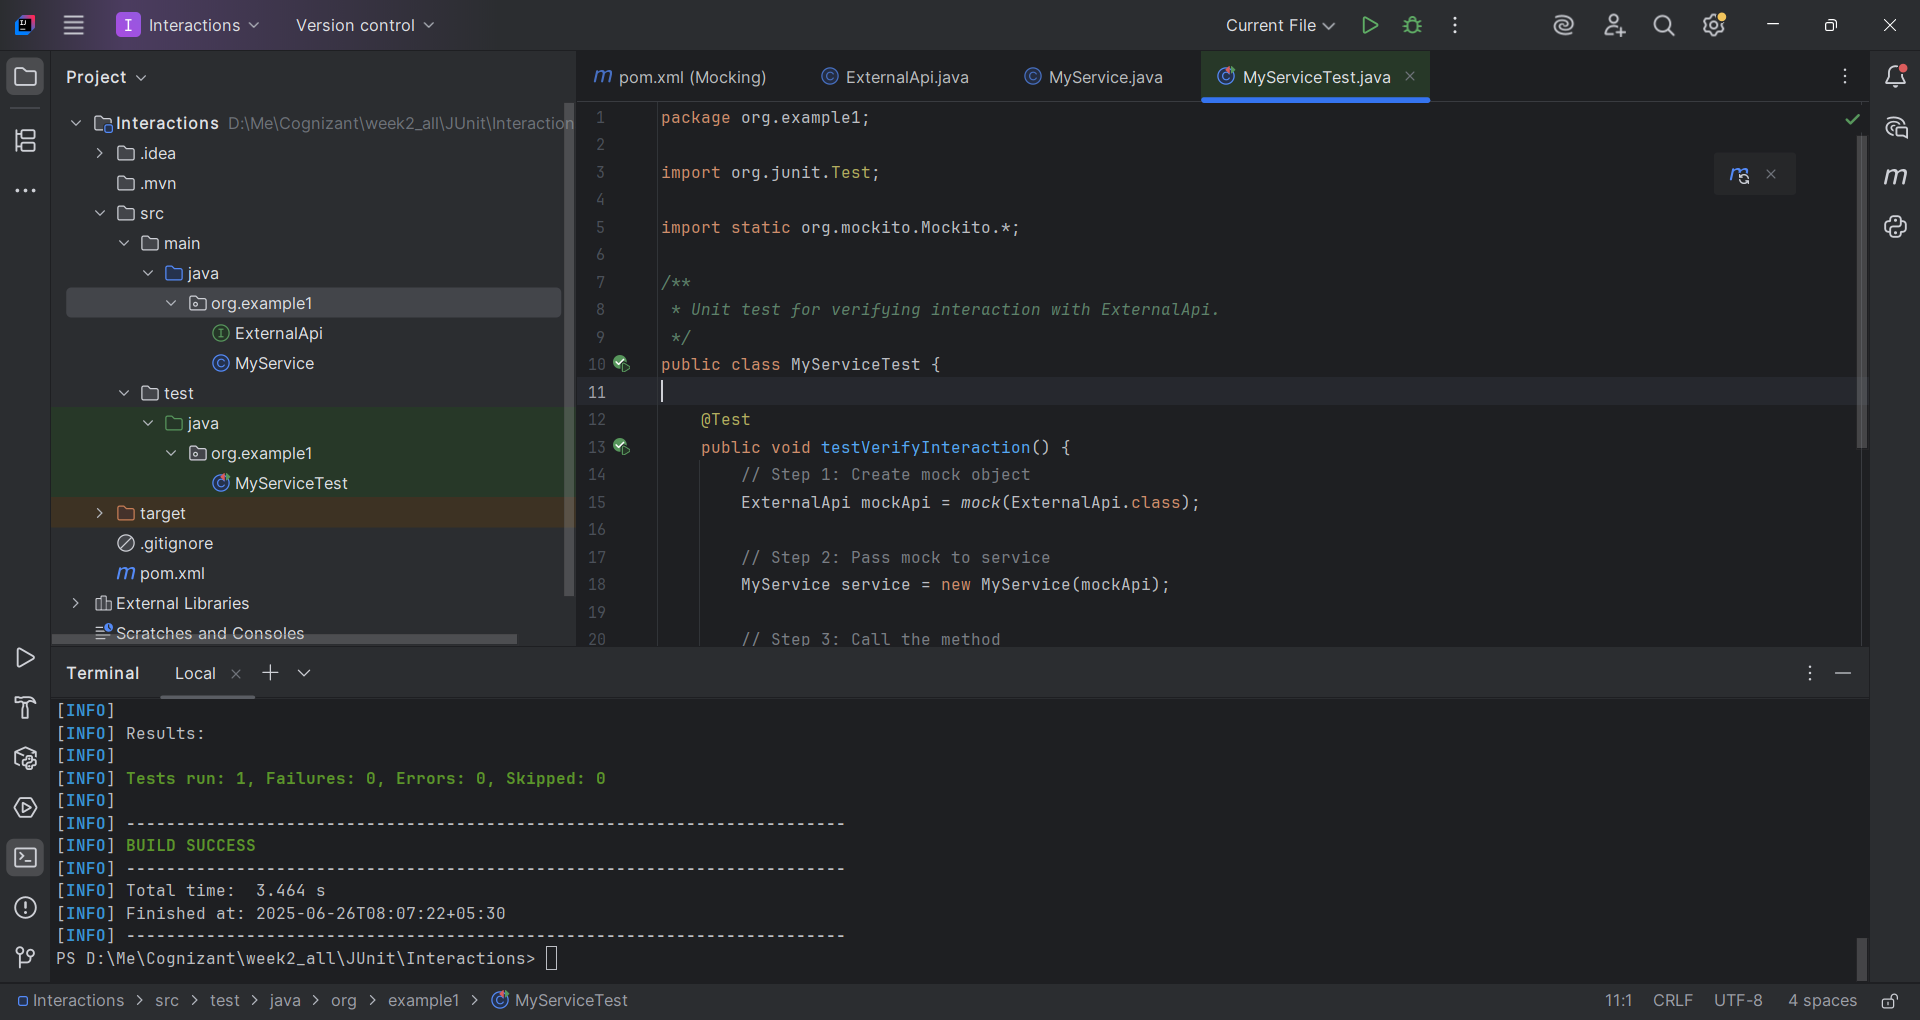 I Interactions Version control Current File
Project
Interactions D:\Me\Cognizant\week2_all\JUnit\Interaction
.idea
.mvn
src
main
java
org.example1
ExternalApi
MyService
test
java
org.example1
MyServiceTest
target
.gitignore
pom.xml
External Libraries
Scratches and Consoles
pom.xml (Mocking) ExternalApi.java MyService.java MyServiceTest.java
1 package org.example1;
2
3 import org.junit.Test;
4
5 import static org.mockito.Mockito.*;
6
7 /**
8 * Unit test for verifying interaction with ExternalApi.
9 */
10 public class MyServiceTest {
11
12 @Test
13 public void testVerifyInteraction() {
14 // Step 1: Create mock object
15 ExternalApi mockApi = mock(ExternalApi.class);
16
17 // Step 2: Pass mock to service
18 MyService service = new MyService(mockApi);
19
20 // Step 3: Call the method
Terminal Local
[INFO]
[INFO] Results:
[INFO]
[INFO] Tests run: 1, Failures: 0, Errors: 0, Skipped: 0
[INFO]
[INFO] ------------------------------------------------------------------------
[INFO] BUILD SUCCESS
[INFO] ------------------------------------------------------------------------
[INFO] Total time:  3.464 s
[INFO] Finished at: 2025-06-26T08:07:22+05:30
[INFO] ------------------------------------------------------------------------
PS D:\Me\Cognizant\week2_all\JUnit\Interactions>
Interactions > src > test > java > org > example1 > MyServiceTest 11:1 CRLF UTF-8 4 spaces